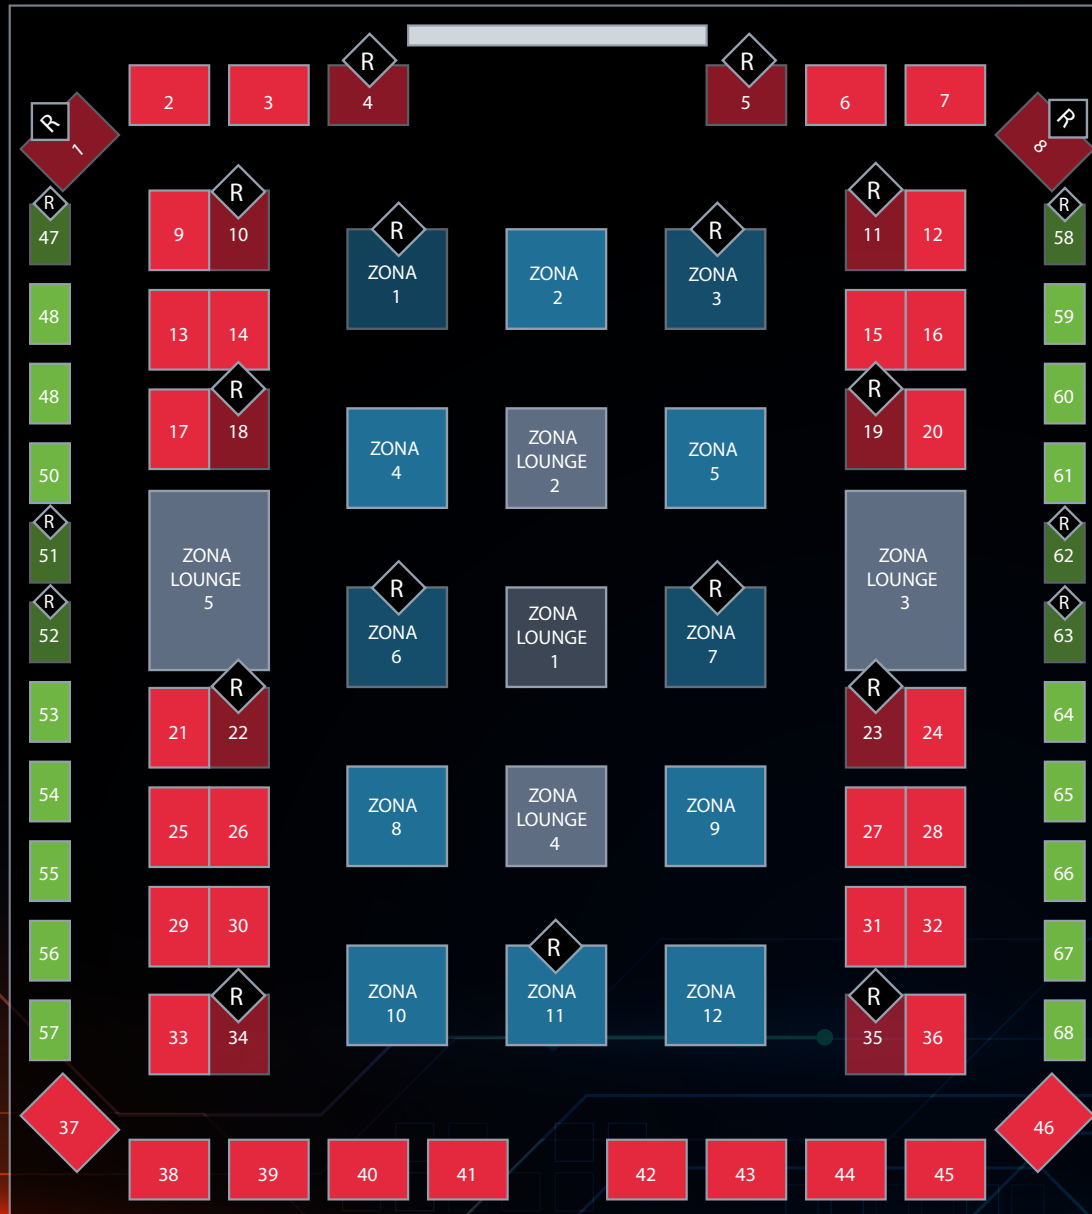 R
R
2
3
4
5
6
7
R
1
R
8
R
47
9
R
10
R
ZONA
1
ZONA
2
R
ZONA
3
R
11
12
R
58
48
13
14
15
16
59
48
17
R
18
ZONA
4
ZONA
LOUNGE
2
ZONA
5
R
19
20
60
50
61
R
51
ZONA
LOUNGE
5
ZONA
LOUNGE
3
R
62
R
52
R
ZONA
6
ZONA
LOUNGE
1
R
ZONA
7
R
63
53
21
R
22
R
23
24
64
54
25
26
ZONA
8
ZONA
LOUNGE
4
ZONA
9
27
28
65
55
66
29
30
31
32
56
67
R
ZONA
10
ZONA
11
ZONA
12
57
33
R
34
R
35
36
68
37
46
38
39
40
41
42
43
44
45